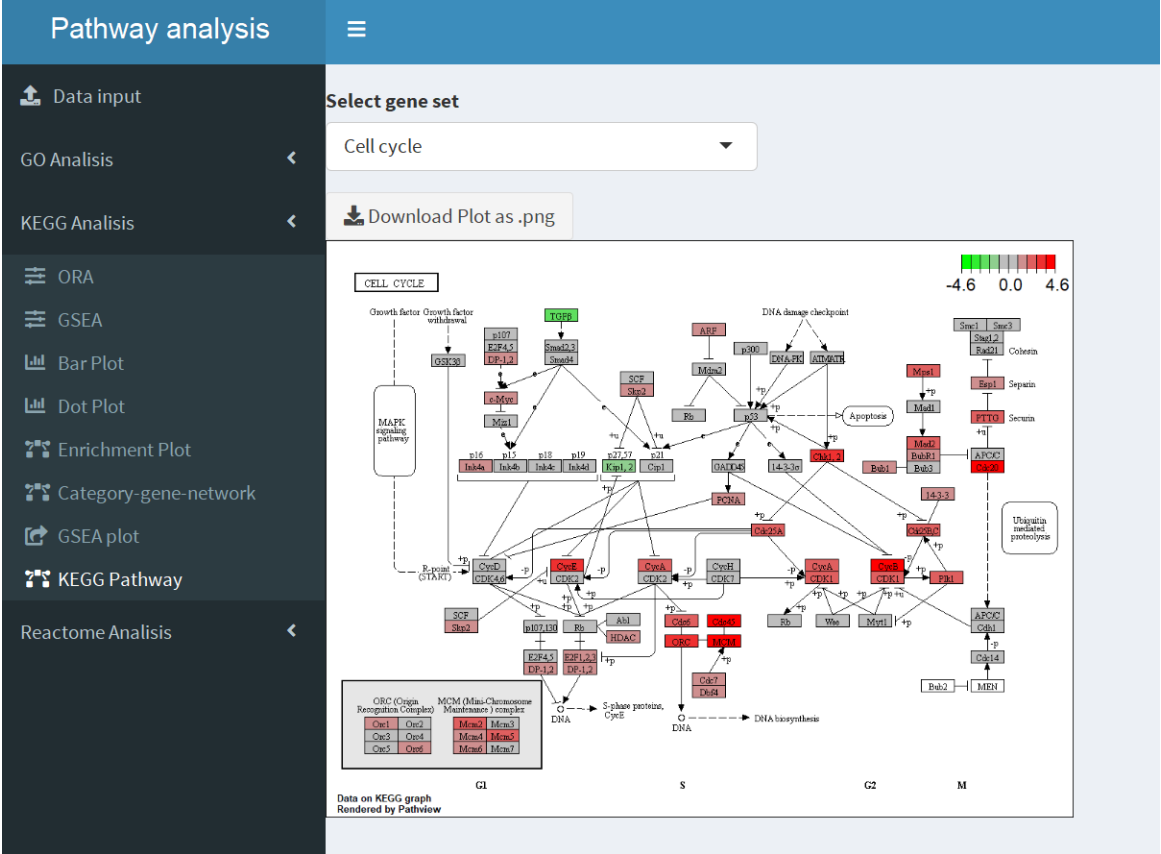 Pathway analysis
Data input
GO Analisis
KEGG Analisis
ORA
GSEA
Bar Plot
Dot Plot
Enrichment Plot
Category-gene-network
GSEA plot
KEGG Pathway
Reactome Analisis
Select gene set
Cell cycle
Download Plot as .png
-4.6 0.0 4.6
CELL CYCLE
Growth factor
Growth factor
withdrawal
GSK3β
p107
E2F4,5
DP-1,2
TGFβ
Smad2,3
Smad4
c-Myc
Miz1
SCF
Skp2
ARF
Mdm2
Rb
p300
DNA damage checkpoint
DNA-PK
ATMATR
p53
Apoptosis
Smc1 Smc3
Stag1,2
Rad21
Cohesin
Mps1
Esp1
Separin
Mad1
PTTG
Securin
Mad2
BubR1
Bub3
Bub1
APC/C
Cdc20
MAPK
signaling
pathway
p16
Ink4a
p15
Ink4b
p18
Ink4c
p19
Ink4d
p27,57
Kip1, 2
p21
Cip1
GADD45
14-3-3σ
Chk1, 2
PCNA
14-3-3
Cdc25A
Cdc25B,C
Ubiquitin
mediated
proteolysis
R-point
(START)
CycD
CDK4,6
CycE
CDK2
CycA
CDK2
CycH
CDK7
CycA
CDK1
CycB
CDK1
Plk1
SCF
Skp2
p107,130
Rb
Abl
HDAC
Cdc6
Cdc45
ORC
MCM
Rb
Wee
Myt1
APC/C
Cdh1
Cdc14
Bub2
MEN
E2F4,5
DP-1,2
E2F1,2,3
DP-1,2
Cdc7
Dbf4
DNA
S-phase proteins,
CycE
DNA
DNA biosynthesis
ORC (Origin
Recognition Complex)
MCM (Mini-Chromosome
Maintenance) complex
Orc1 Orc2
Orc3 Orc4
Orc5 Orc6
Mcm2 Mcm3
Mcm4 Mcm5
Mcm6 Mcm7
G1 S G2 M
Data on KEGG graph
Rendered by Pathview